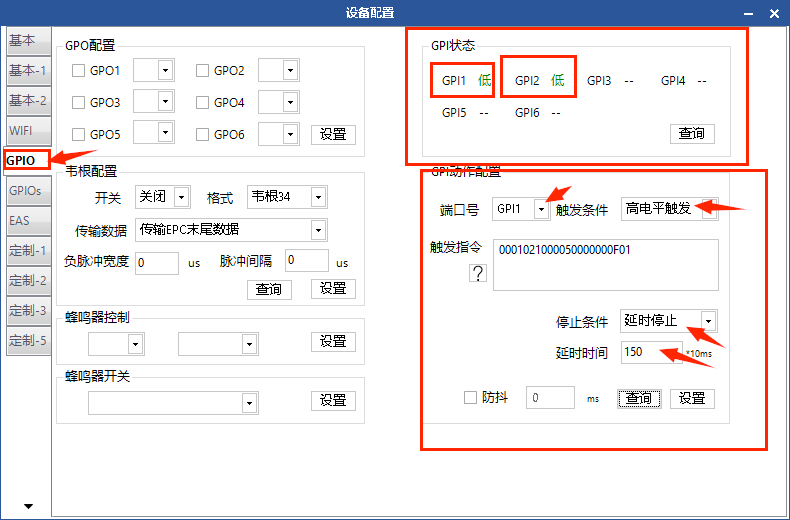 设备配置
基本
基本-1
基本-2
WIFI
GPIO
GPIOs
EAS
定制-1
定制-2
定制-3
定制-5
GPO配置
GPO1 GPO2
GPO3 GPO4
GPO5 GPO6 设置
韦根配置
开关 关闭 格式 韦根34
传输数据 传输EPC末尾数据
负脉冲宽度 0 us 脉冲间隔 0 us
查询 设置
蜂鸣器控制
设置
蜂鸣器开关
设置
GPI状态
GPI1 低 GPI2 低 GPI3 -- GPI4 --
GPI5 -- GPI6 --
查询
GPI动作配置
端口号 GPI1 触发条件 高电平触发
触发指令 0001021000050000000F01
?
停止条件 延时停止
延时时间 150 *10ms
防抖 0 ms 查询 设置